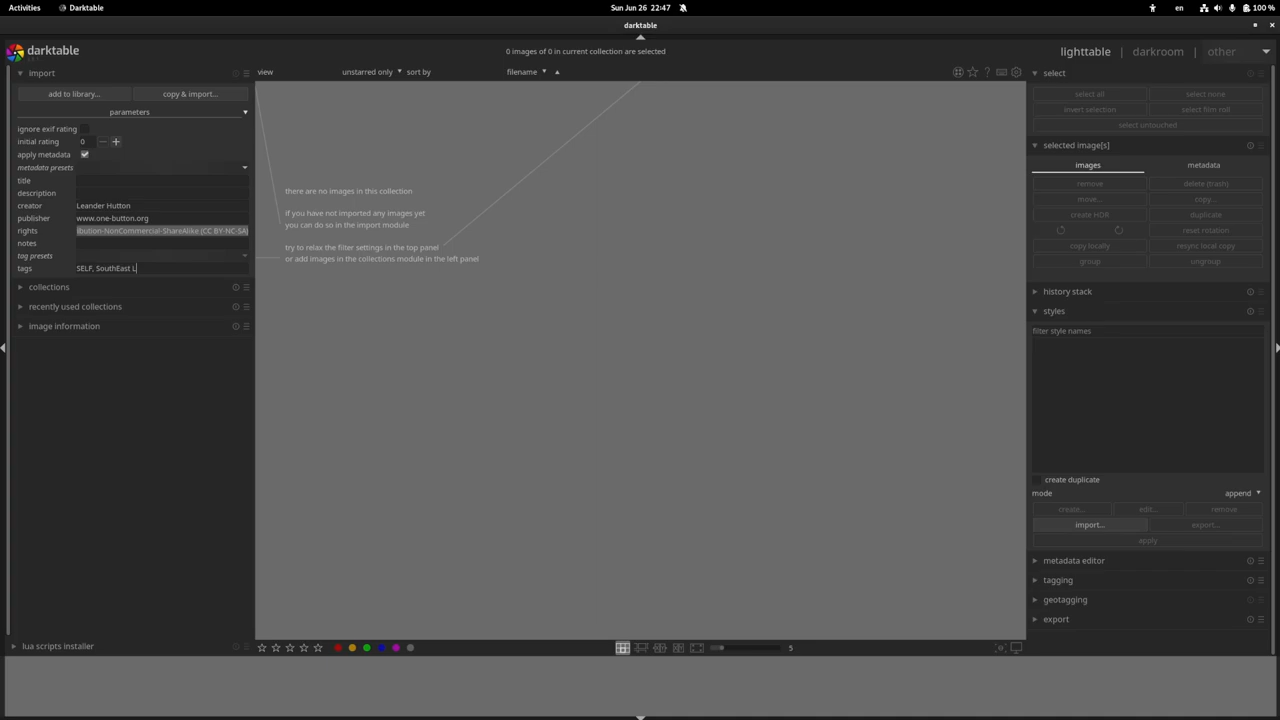 Activities Darktable Sun Jun 26 22:47 en 100 %
darktable
darktable 0 images of 0 in current collection are selected lighttable | darkroom | other
import view unstarred only sort by filename select
add to library... copy & import... select all select none
parameters invert selection select film roll
ignore exif rating select untouched
initial rating 0 − +
apply metadata selected image[s]
metadata presets images metadata
title remove delete (trash)
description there are no images in this collection move... copy...
creator Leander Hutton if you have not imported any images yet create HDR duplicate
publisher www.one-button.org you can do so in the import module reset rotation
rights ibution-NonCommercial-ShareAlike (CC BY-NC-SA)
notes try to relax the filter settings in the top panel copy locally resync local copy
tag presets or add images in the collections module in the left panel group ungroup
tags SELF, SouthEast L
collections history stack
recently used collections styles
image information filter style names
create duplicate
mode append
create... edit... remove
import... export...
apply
metadata editor
tagging
geotagging
export
lua scripts installer 5